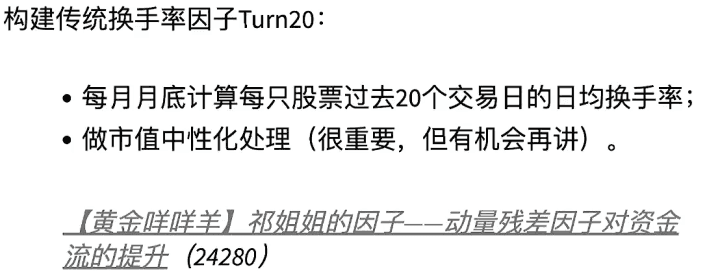 构建传统换手率因子Turn20：
• 每月月底计算每只股票过去20个交易日的日均换手率；
• 做市值中性化处理（很重要，但有机会再讲）。
【黄金咩咩羊】祁姐姐的因子——动量残差因子对资金
流的提升（24280）